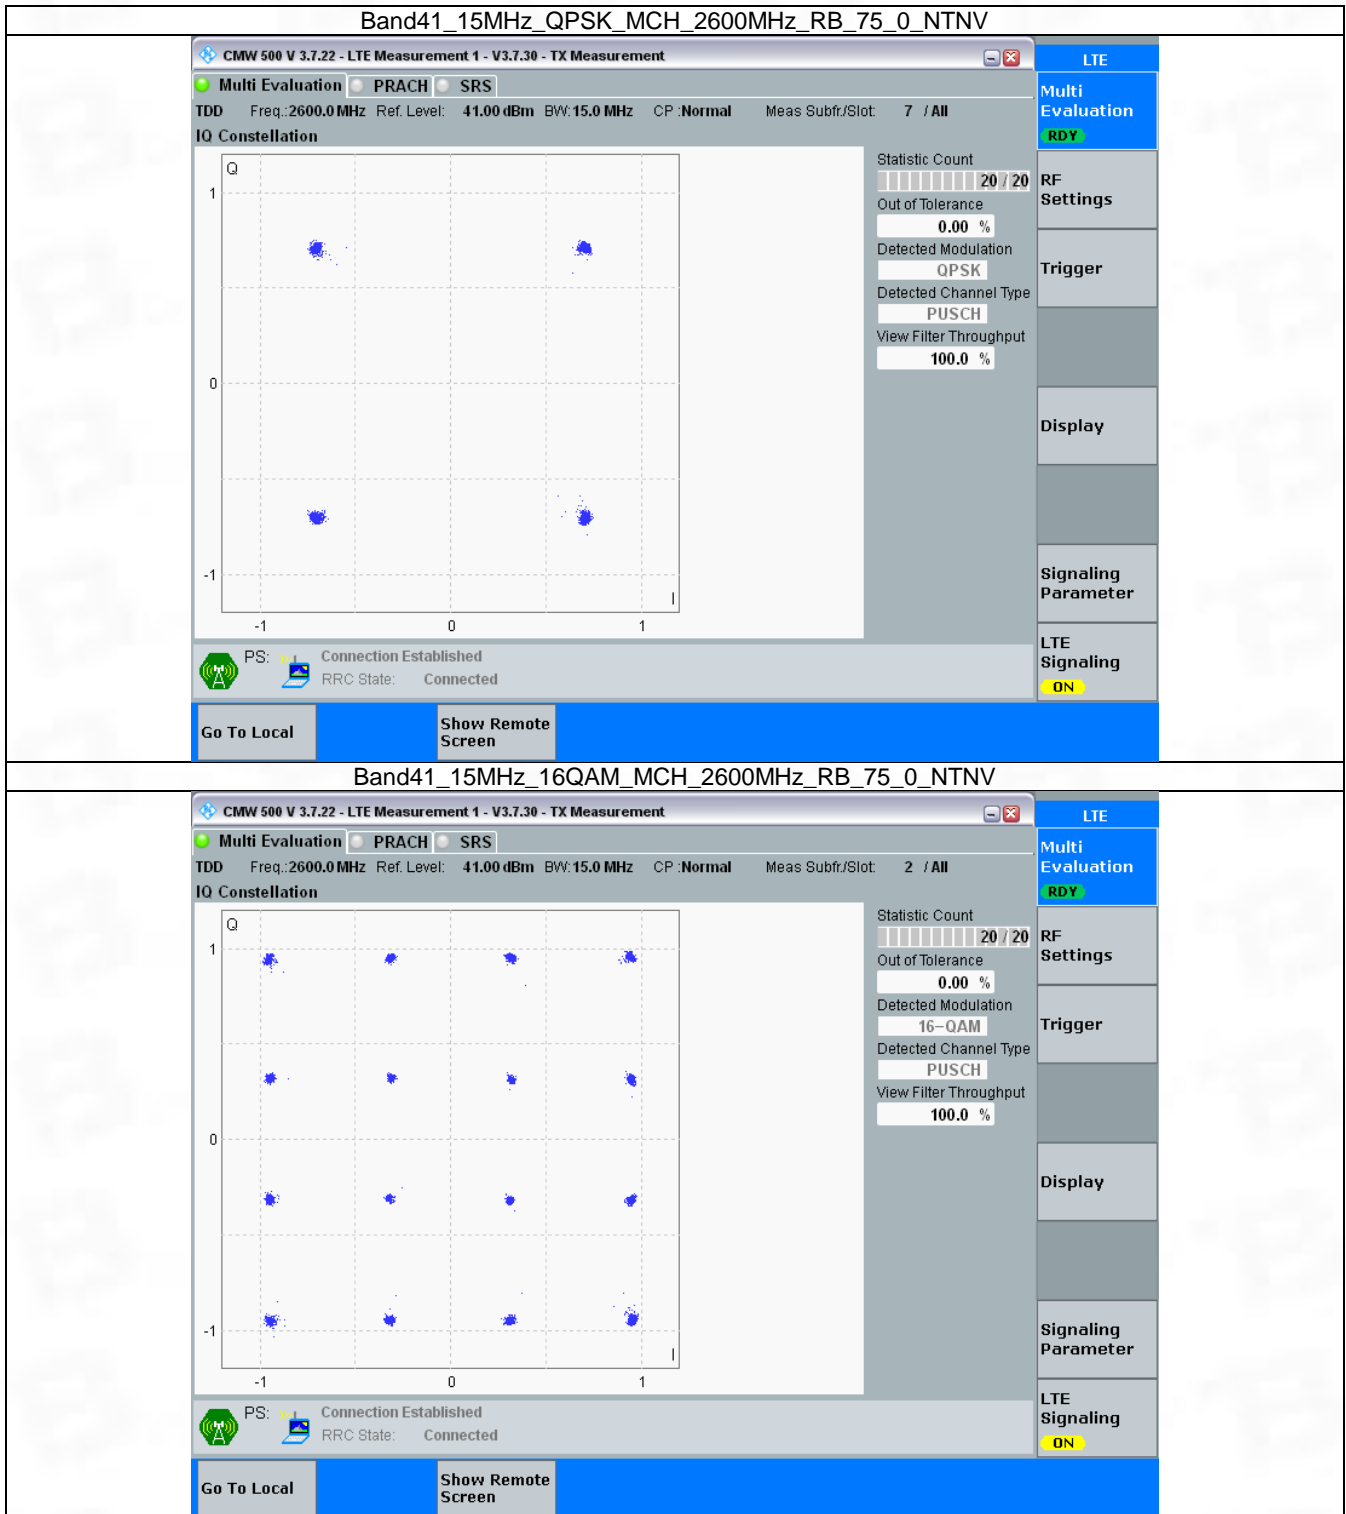 Band41_15MHz_QPSK_MCH_2600MHz_RB_75_0_NTNV
CMW 500 V 3.7.22 - LTE Measurement 1 - V3.7.30 - TX Measurement
LTE
Multi Evaluation PRACH SRS
TDD Freq.:2600.0 MHz Ref. Level: 41.00 dBm BW:15.0 MHz CP :Normal Meas Subfr./Slot: 7 / All
IQ Constellation
Q
1
0
-1
-1 0 1
I
Statistic Count
20 / 20
Out of Tolerance
0.00 %
Detected Modulation
QPSK
Detected Channel Type
PUSCH
View Filter Throughput
100.0 %
Multi
Evaluation
RDY
RF
Settings
Trigger
Display
Signaling
Parameter
LTE
Signaling
ON
PS: Connection Established
RRC State: Connected
Go To Local
Show Remote
Screen
Band41_15MHz_16QAM_MCH_2600MHz_RB_75_0_NTNV
CMW 500 V 3.7.22 - LTE Measurement 1 - V3.7.30 - TX Measurement
LTE
Multi Evaluation PRACH SRS
TDD Freq.:2600.0 MHz Ref. Level: 41.00 dBm BW:15.0 MHz CP :Normal Meas Subfr./Slot: 2 / All
IQ Constellation
Q
1
0
-1
-1 0 1
I
Statistic Count
20 / 20
Out of Tolerance
0.00 %
Detected Modulation
16-QAM
Detected Channel Type
PUSCH
View Filter Throughput
100.0 %
Multi
Evaluation
RDY
RF
Settings
Trigger
Display
Signaling
Parameter
LTE
Signaling
ON
PS: Connection Established
RRC State: Connected
Go To Local
Show Remote
Screen